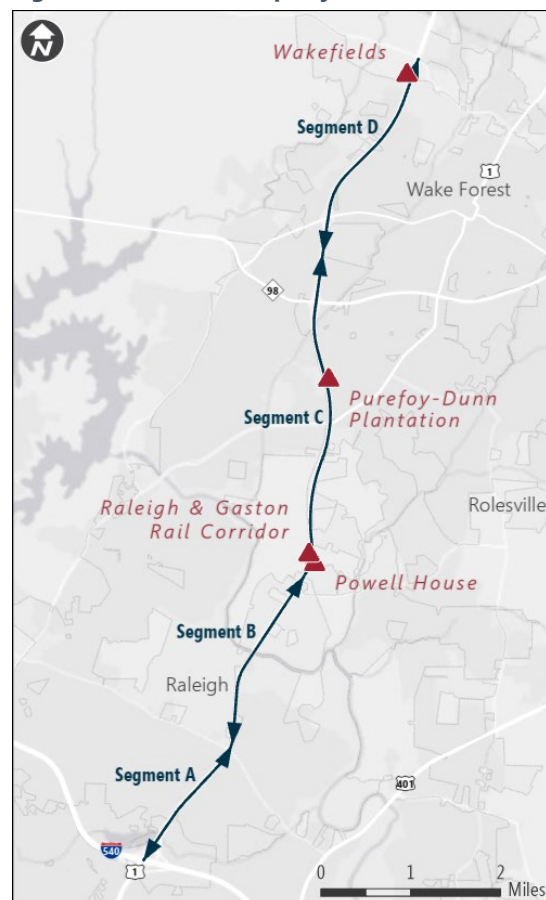 N
Wakefields
Segment D
1
Wake Forest
98
Purefoy-Dunn
Plantation
Segment C
Raleigh & Gaston
Rail Corridor
Rolesville
Powell House
Segment B
Raleigh
Segment A
401
540
1
0 1 2
Miles